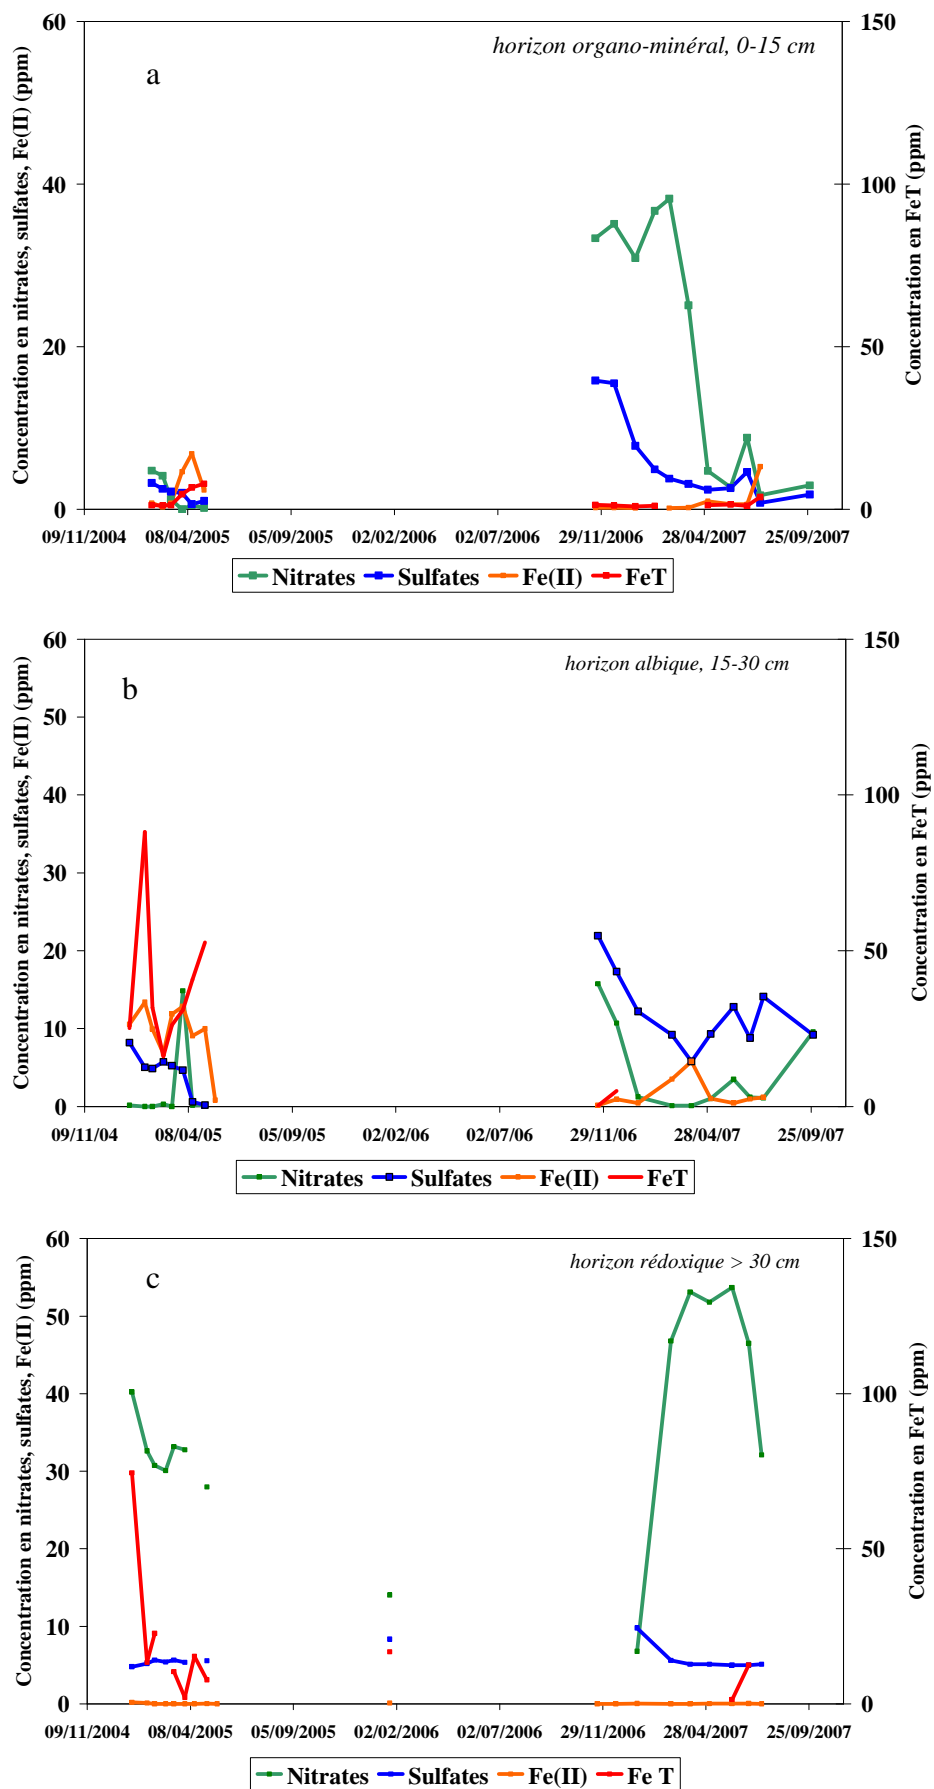 horizon organo-minéral, 0-15 cm
a
Concentration en nitrates, sulfates, Fe(II) (ppm)
60
40
20
0
Concentration en FeT (ppm)
150
100
50
0
09/11/2004 08/04/2005 05/09/2005 02/02/2006 02/07/2006 29/11/2006 28/04/2007 25/09/2007
Nitrates Sulfates Fe(II) FeT
horizon albique, 15-30 cm
b
Concentration en nitrates, sulfates, Fe(II) (ppm)
60
50
40
30
20
10
0
Concentration en FeT (ppm)
150
100
50
0
09/11/04 08/04/05 05/09/05 02/02/06 02/07/06 29/11/06 28/04/07 25/09/07
Nitrates Sulfates Fe(II) FeT
horizon rédoxique > 30 cm
c
Concentration en nitrates, sulfates, Fe(II) (ppm)
60
50
40
30
20
10
0
Concentration en FeT (ppm)
150
100
50
0
09/11/2004 08/04/2005 05/09/2005 02/02/2006 02/07/2006 29/11/2006 28/04/2007 25/09/2007
Nitrates Sulfates Fe(II) Fe T